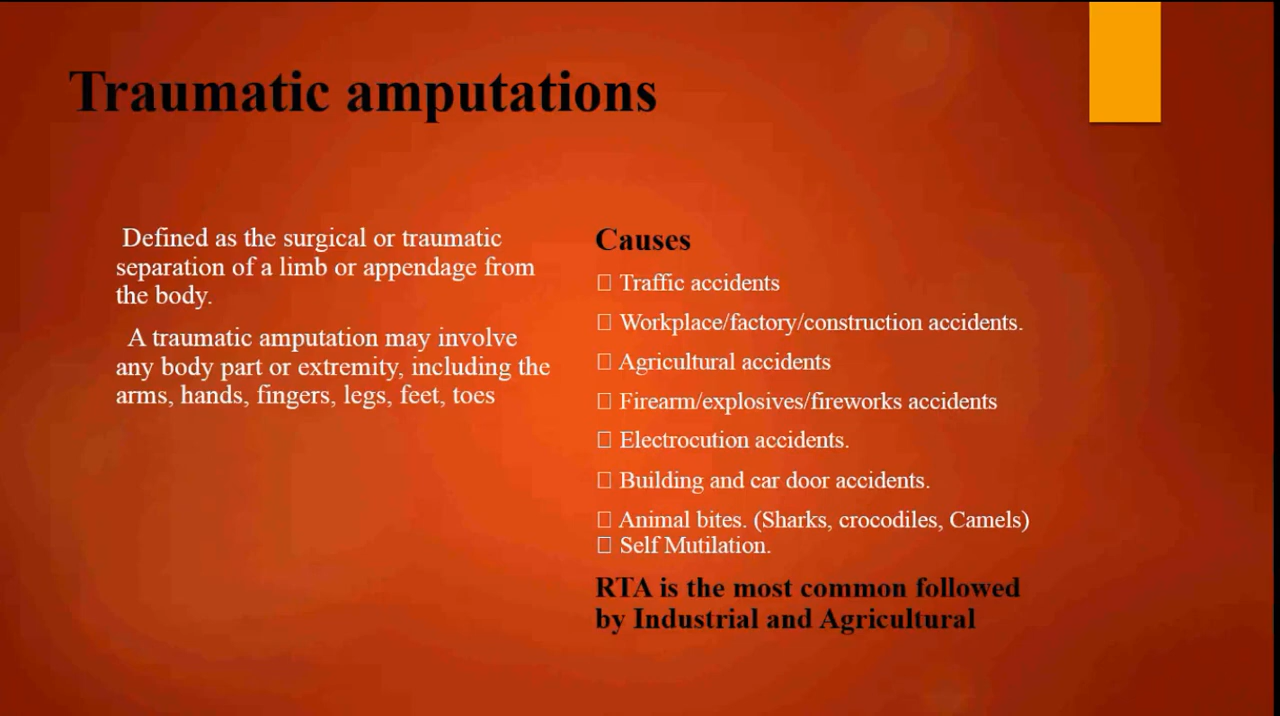 Traumatic amputations
Defined as the surgical or traumatic
separation of a limb or appendage from
the body.
A traumatic amputation may involve
any body part or extremity, including the
arms, hands, fingers, legs, feet, toes
Causes
□ Traffic accidents
□ Workplace/factory/construction accidents.
□ Agricultural accidents
□ Firearm/explosives/fireworks accidents
□ Electrocution accidents.
□ Building and car door accidents.
□ Animal bites. (Sharks, crocodiles, Camels)
□ Self Mutilation.
RTA is the most common followed
by Industrial and Agricultural